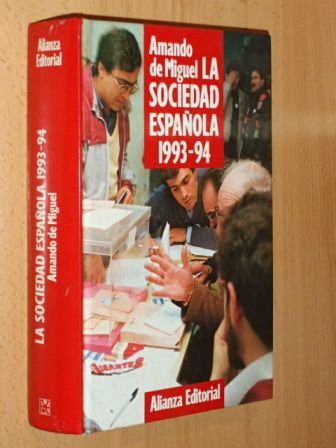 Alianza
Editorial
LA SOCIEDAD ESPAÑOLA 1993-94
Amando de Miguel
Amando
de Miguel LA
SOCIEDAD
ESPAÑOLA
1993-94
GIGANTES
Alianza Editorial